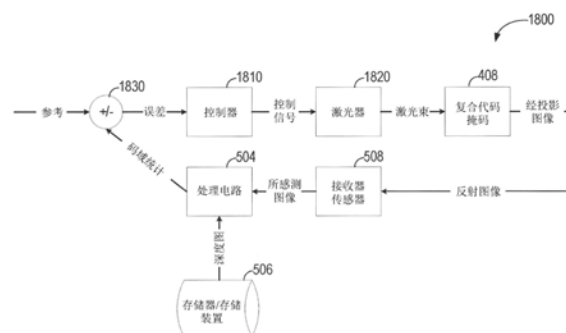 1800
1830
1810
1820
408
参考
+/-
误差
控制器
控制
信号
激光器
激光束
复合代码
掩码
经投影
图像
码域统计
504
508
处理电路
所感测
图像
接收器
传感器
反射图像
深度图
506
存储器/存储
装置